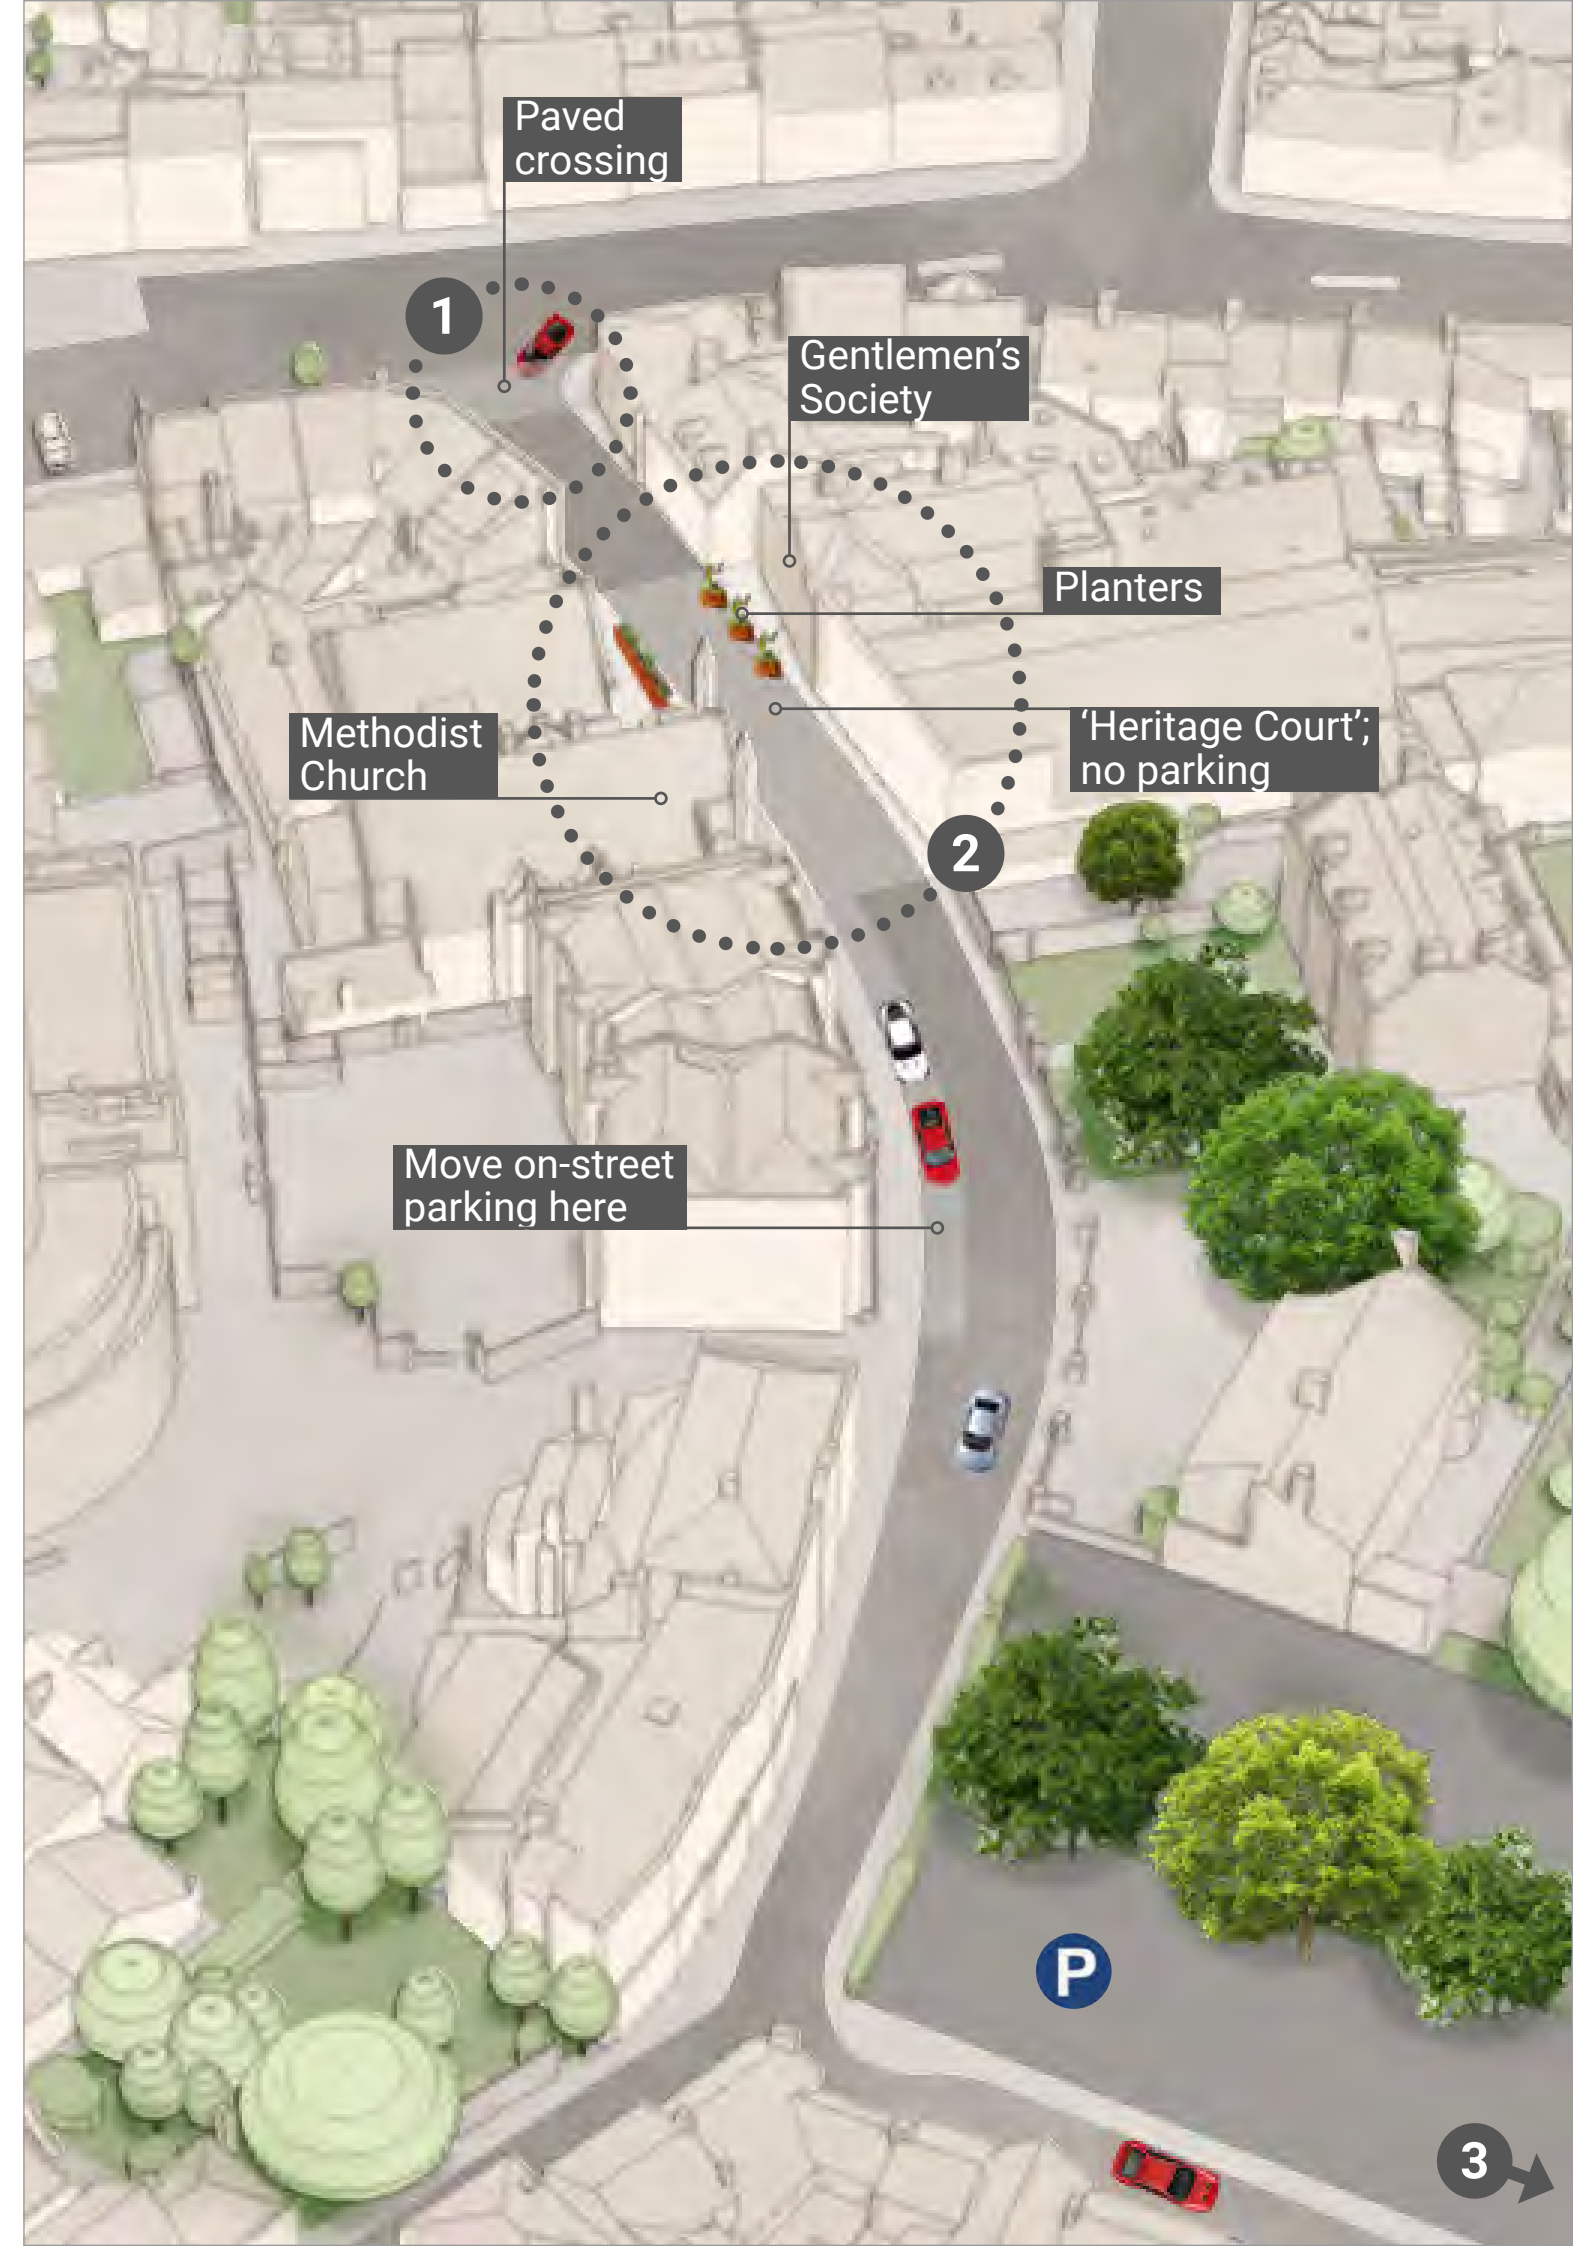 Paved
crossing
1
Gentlemen’s
Society
Planters
Methodist
Church
‘Heritage Court’;
no parking
2
Move on-street
parking here
P
3